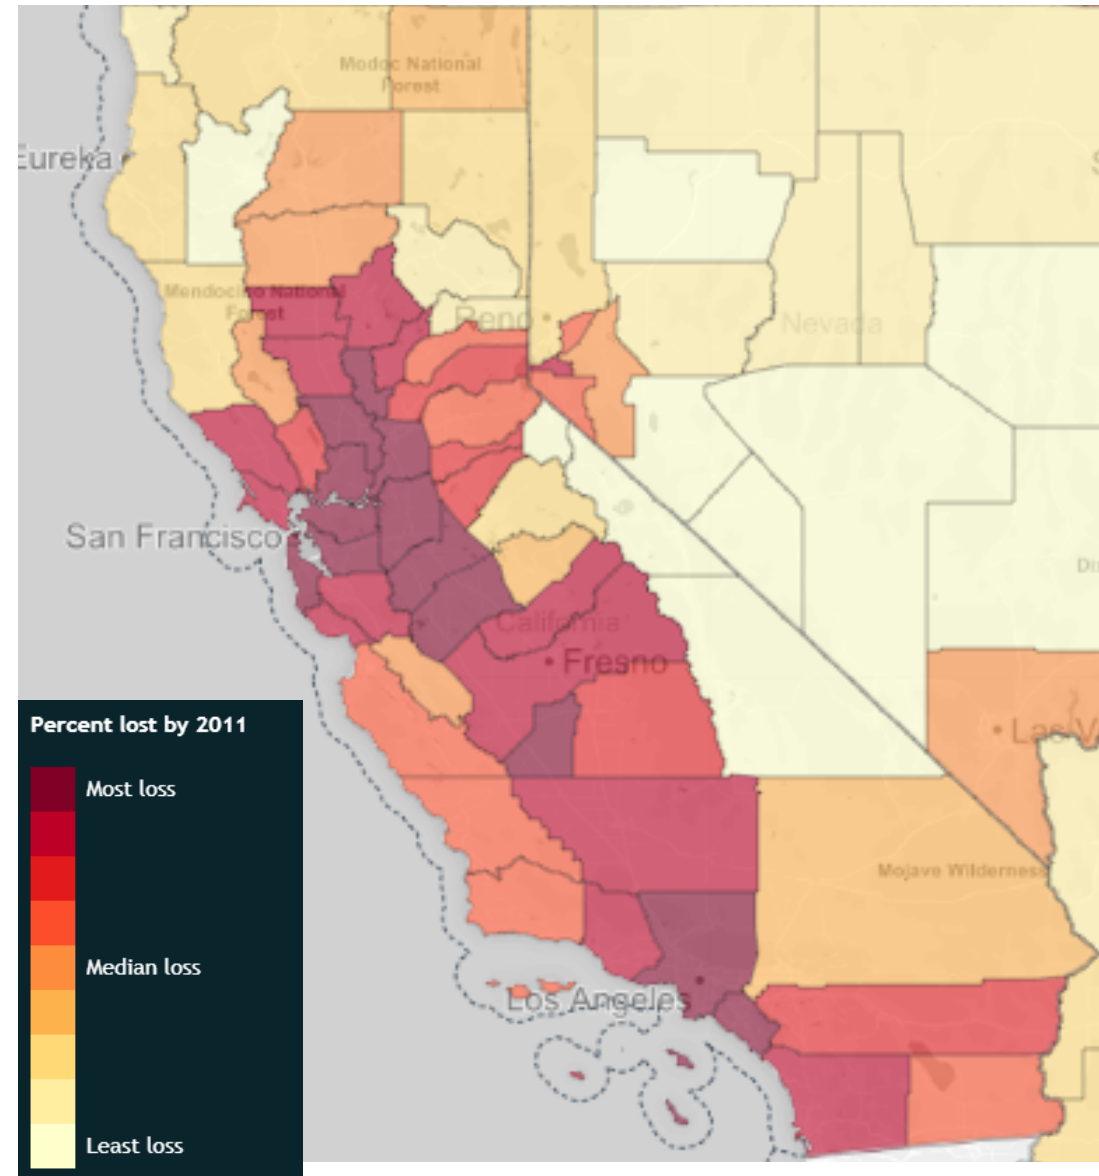 Modoc National
Forest
Eureka
Mendocino National
Forest
Reno
Nevada
San Francisco
California
Fresno
Las V
Mojave Wilderness
Los Angeles
Percent lost by 2011
Most loss
Median loss
Least loss